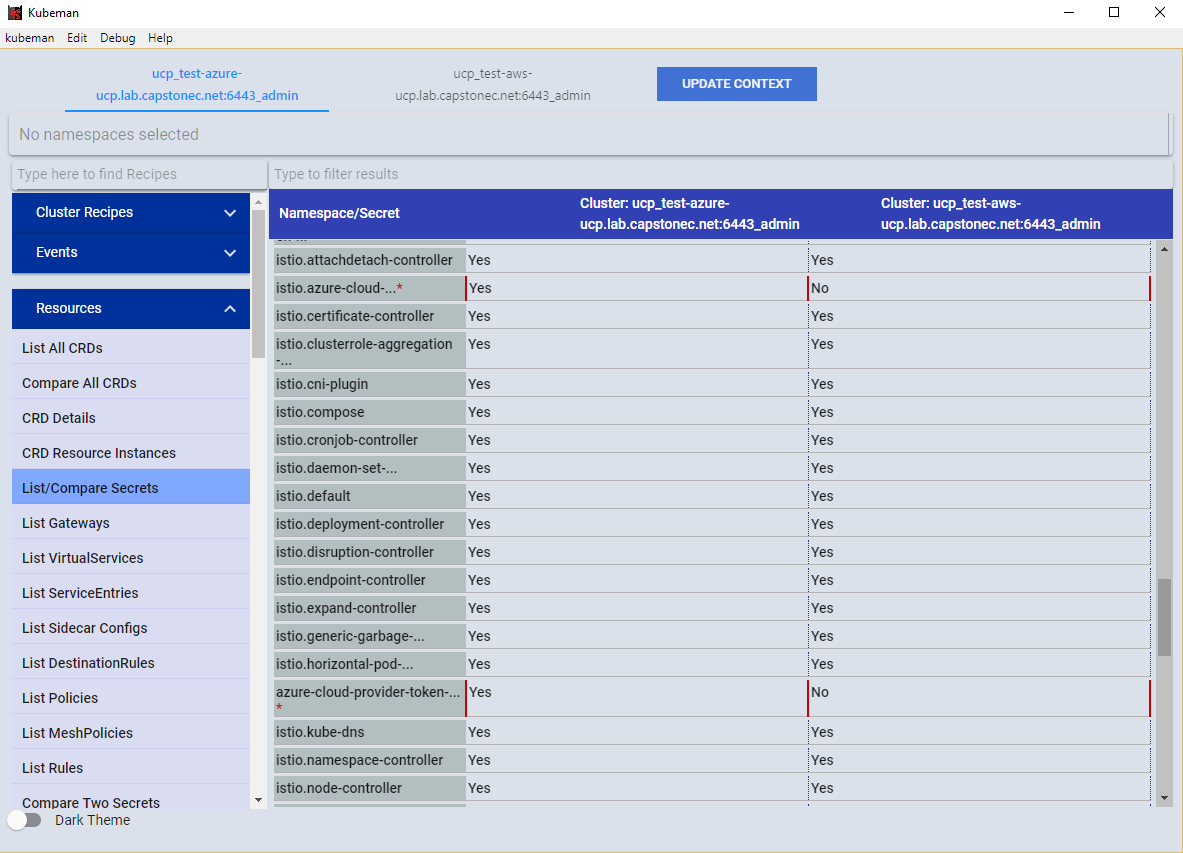 Kubeman
kubeman Edit Debug Help
ucp_test-azure-
ucp.lab.capstonec.net:6443_admin
ucp_test-aws-
ucp.lab.capstonec.net:6443_admin
UPDATE CONTEXT
No namespaces selected
Type here to find Recipes
Type to filter results
Cluster Recipes
Events
Resources
List All CRDs
Compare All CRDs
CRD Details
CRD Resource Instances
List/Compare Secrets
List Gateways
List VirtualServices
List ServiceEntries
List Sidecar Configs
List DestinationRules
List Policies
List MeshPolicies
List Rules
Compare Two Secrets
Dark Theme
Namespace/Secret
Cluster: ucp_test-azure-
ucp.lab.capstonec.net:6443_admin
Cluster: ucp_test-aws-
ucp.lab.capstonec.net:6443_admin
istio.attachdetach-controller Yes Yes
istio.azure-cloud-...* Yes No
istio.certificate-controller Yes Yes
istio.clusterrole-aggregation Yes Yes
-...
istio.cni-plugin Yes Yes
istio.compose Yes Yes
istio.cronjob-controller Yes Yes
istio.daemon-set-... Yes Yes
istio.default Yes Yes
istio.deployment-controller Yes Yes
istio.disruption-controller Yes Yes
istio.endpoint-controller Yes Yes
istio.expand-controller Yes Yes
istio.generic-garbage-... Yes Yes
istio.horizontal-pod-... Yes Yes
azure-cloud-provider-token-... Yes No
*
istio.kube-dns Yes Yes
istio.namespace-controller Yes Yes
istio.node-controller Yes Yes